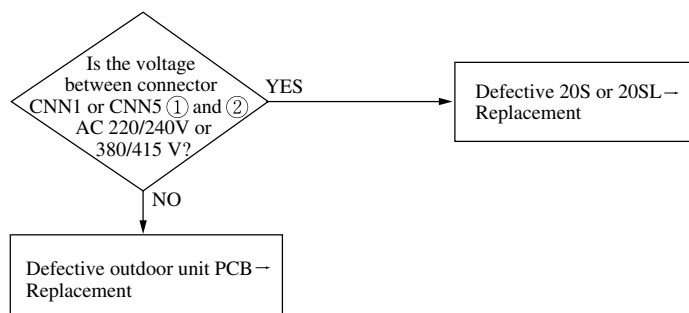 Is the voltage
between connector
CNN1 or CNN5 ① and ②
AC 220/240V or
380/415 V?
YES
Defective 20S or 20SL→
Replacement
NO
Defective outdoor unit PCB→
Replacement